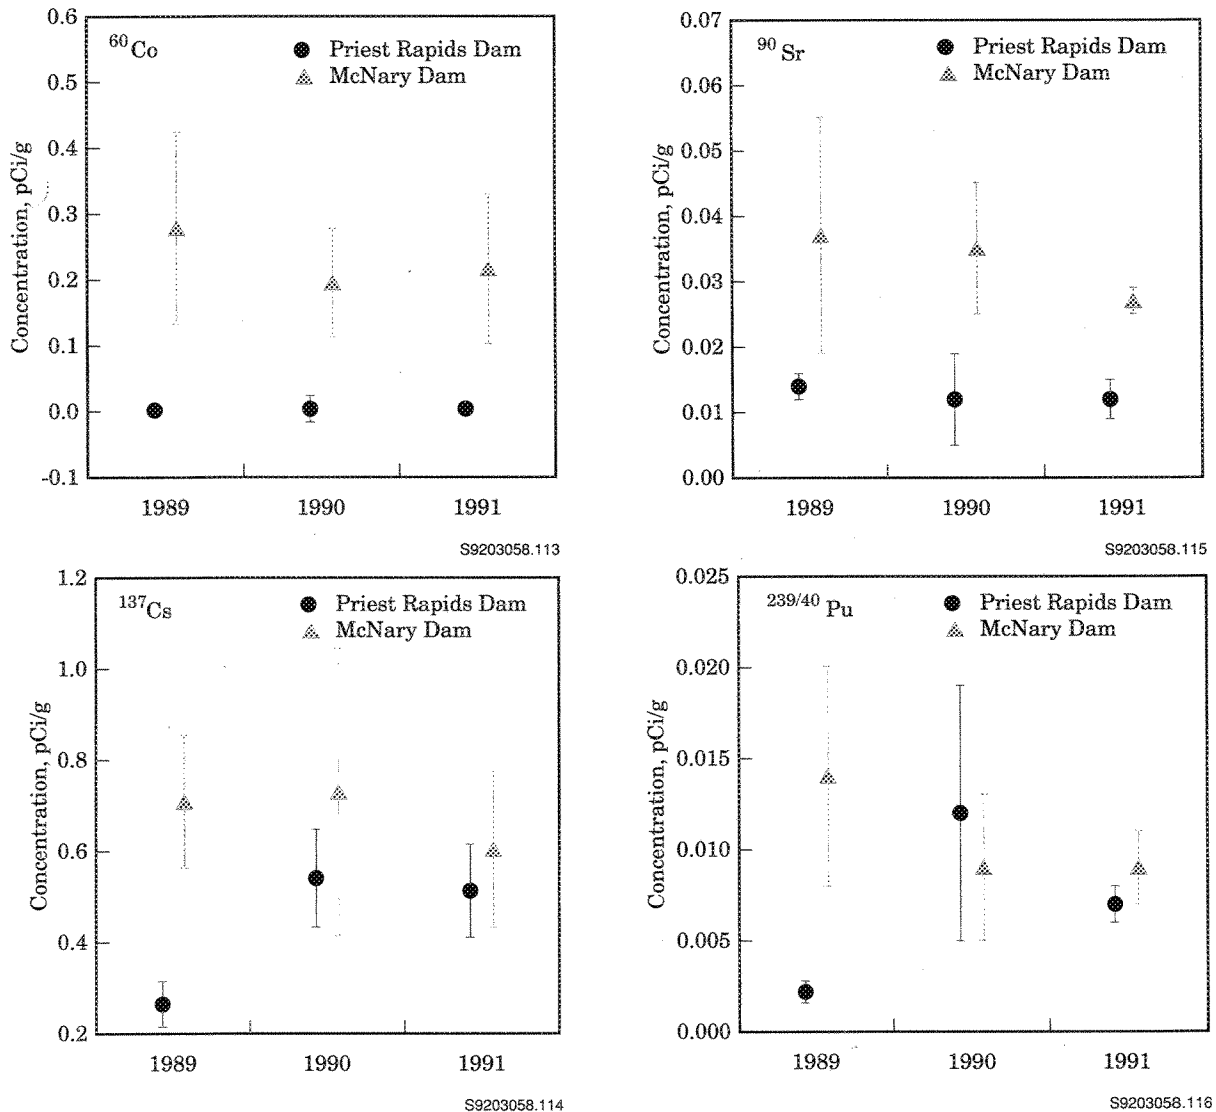 0.6
60Co
Priest Rapids Dam
McNary Dam
0.5
0.4
0.3
0.2
0.1
0.0
-0.1
Concentration, pCi/g
1989 1990 1991
S9203058.113
0.07
90 Sr
Priest Rapids Dam
McNary Dam
0.06
0.05
0.04
0.03
0.02
0.01
0.00
Concentration, pCi/g
1989 1990 1991
S9203058.115
1.2
137Cs
Priest Rapids Dam
McNary Dam
1.0
0.8
0.6
0.4
0.2
Concentration, pCi/g
1989 1990 1991
S9203058.114
0.025
239/40 Pu
Priest Rapids Dam
McNary Dam
0.020
0.015
0.010
0.005
0.000
Concentration, pCi/g
1989 1990 1991
S9203058.116